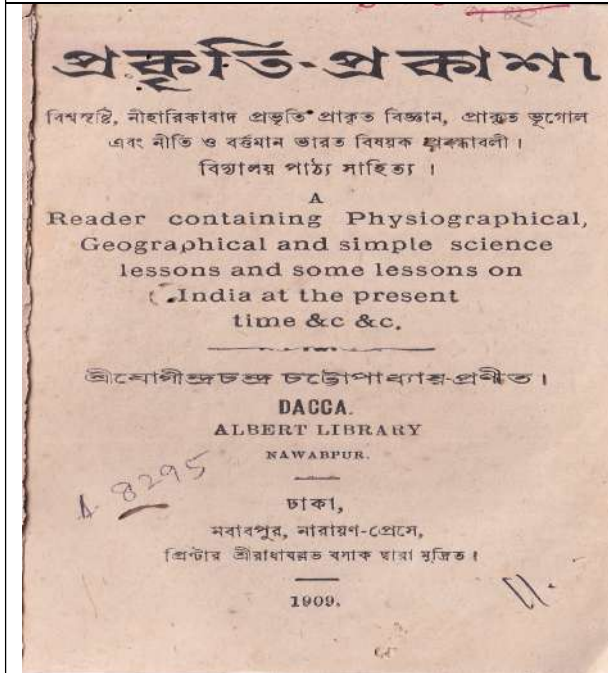 প্রকৃতি-প্রকাশ।
বিশ্বসৃষ্টি, নীহারিকাবাদ প্রভৃতি প্রাকৃত বিজ্ঞান, প্রাকৃত ভূগোল
এবং নীতি ও বর্ত্তমান ভারত বিষয়ক প্রবন্ধাবলী।
বিদ্যালয় পাঠ্য সাহিত্য।
A
Reader containing Physiographical,
Geographical and simple science
lessons and some lessons on
India at the present
time &c &c.
শ্রীযোগীন্দ্রচন্দ্র চট্টোপাধ্যায়-প্রণীত।
DACCA.
ALBERT LIBRARY
NAWABPUR.
A 8295
ঢাকা,
নবাবপুর, নারায়ণ-প্রেসে,
প্রিন্টার শ্রীরাধাবল্লভ বসাক দ্বারা মুদ্রিত।
1909.